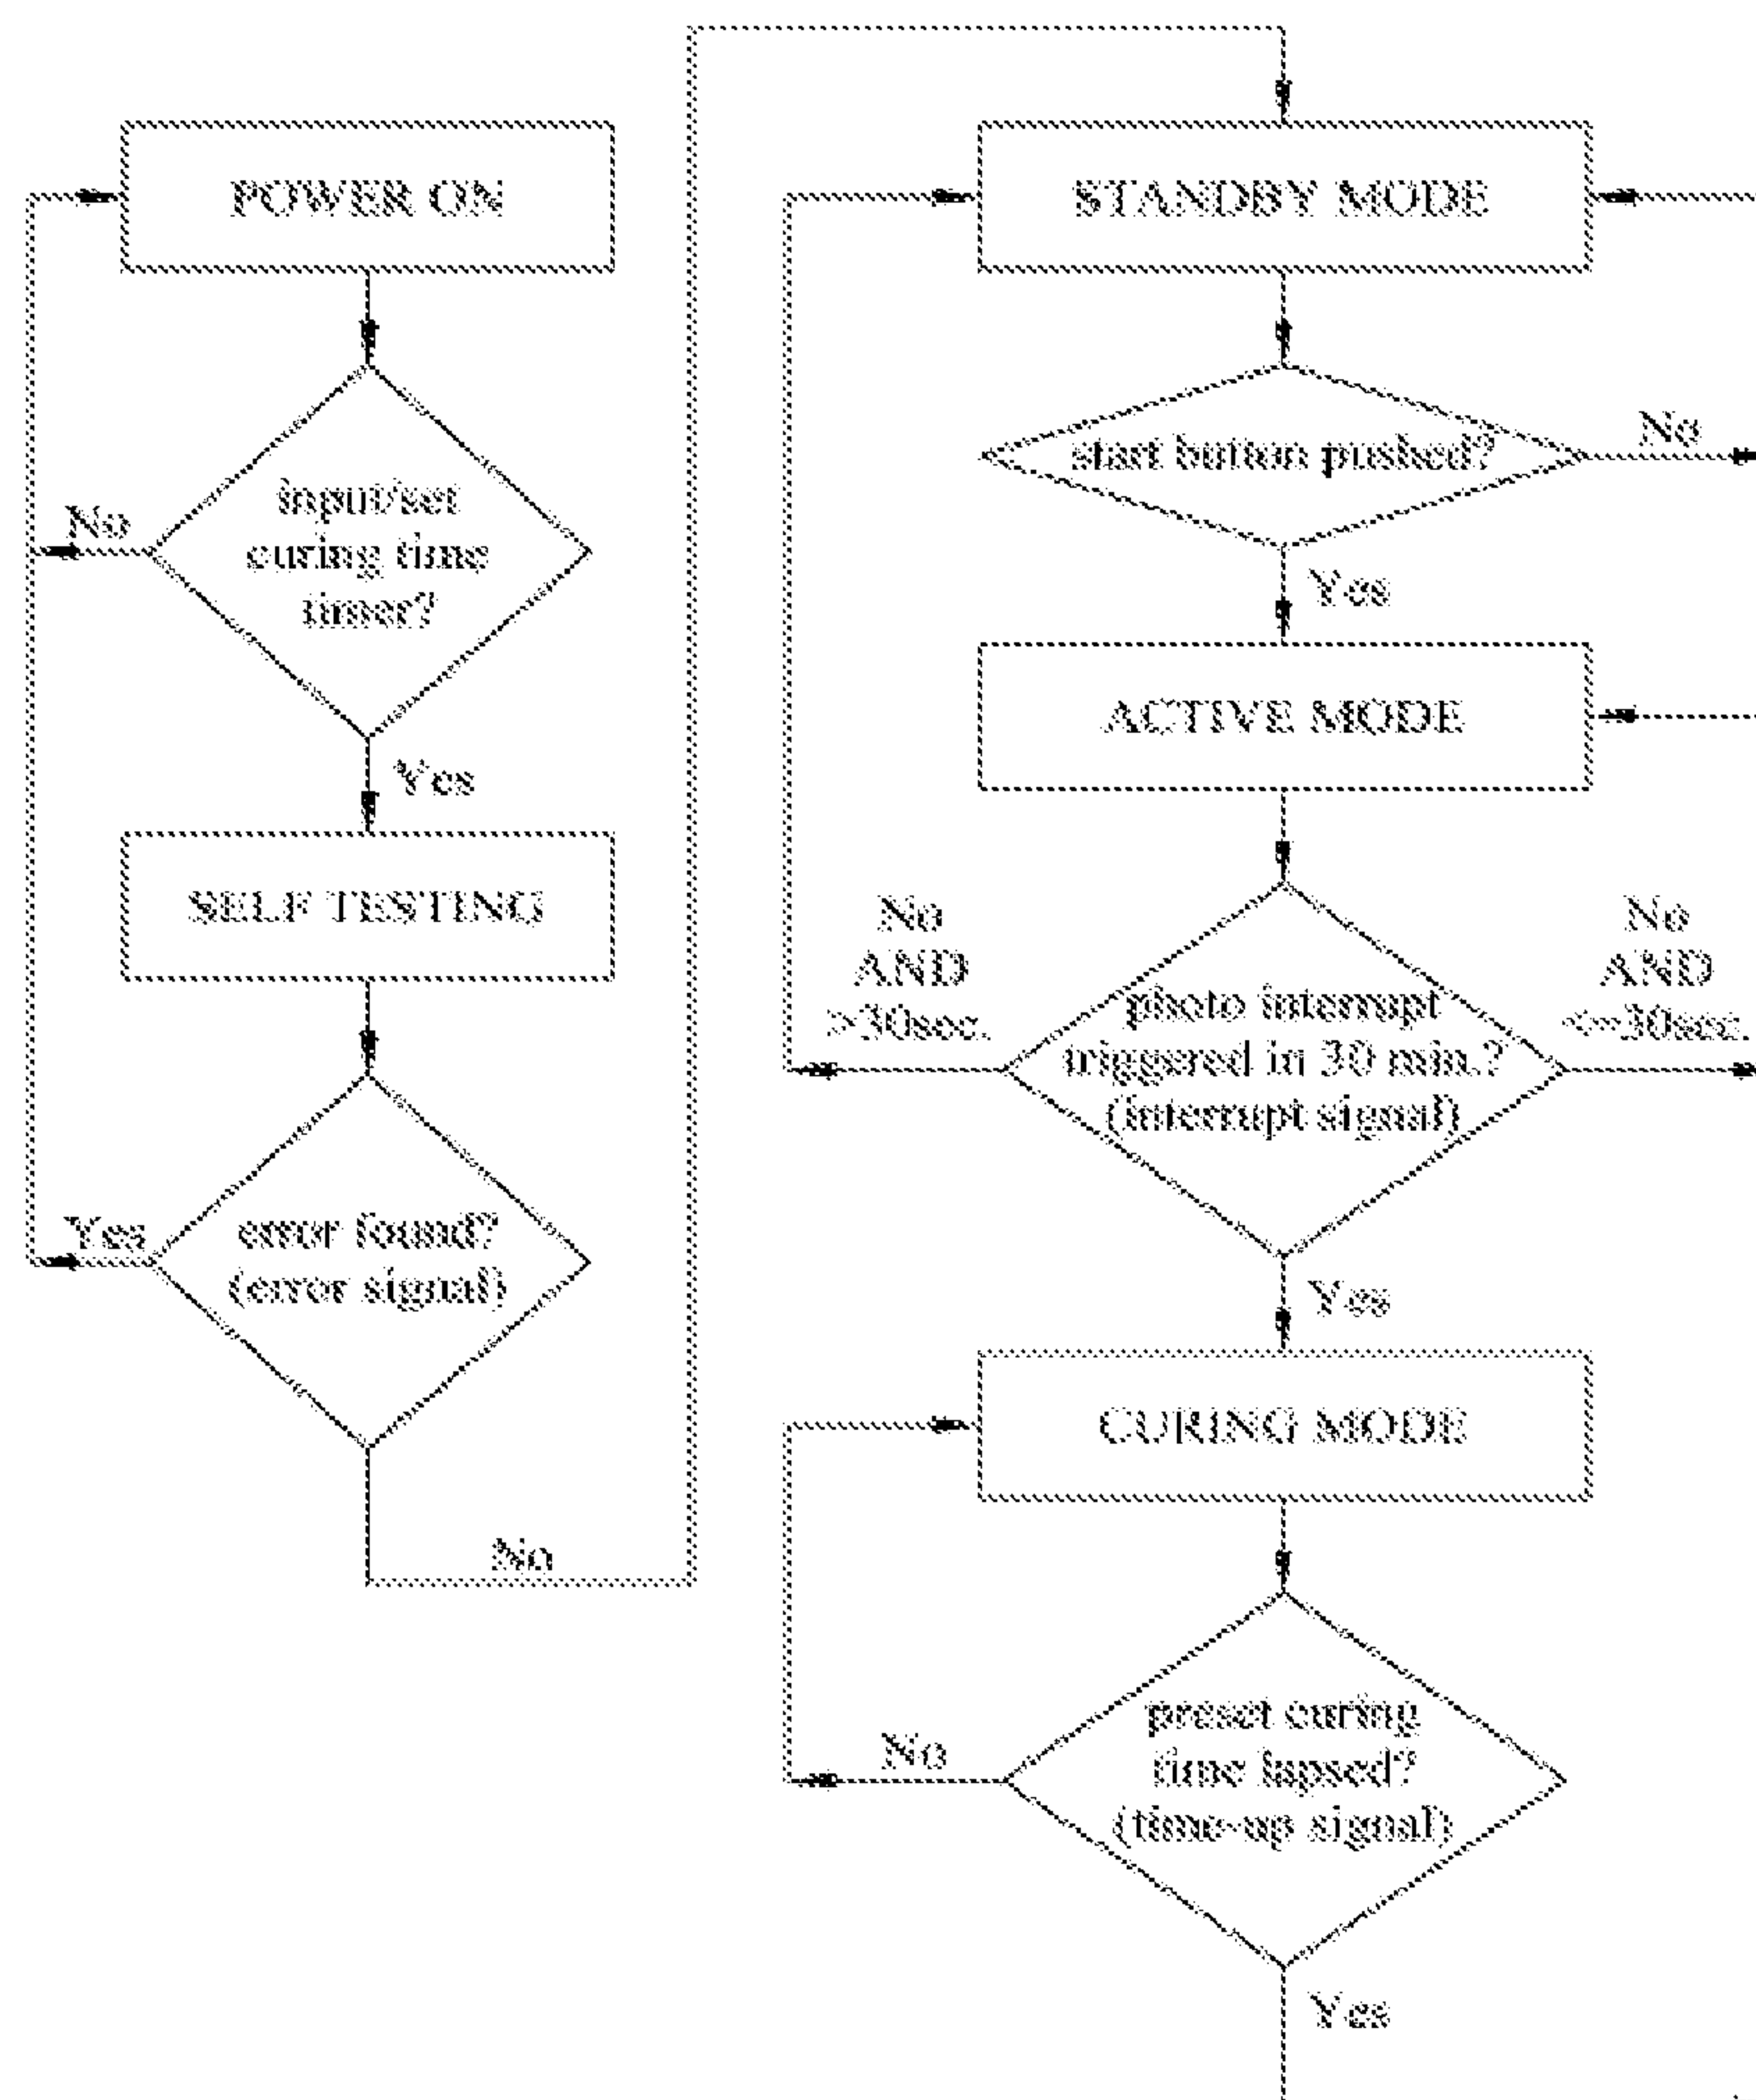 POWER ON
No
input/set
curing time
timer?
Yes
SELF TESTING
Yes
error found?
(error signal)
No
STANDBY MODE
start button pushed?
No
Yes
ACTIVE MODE
No
AND
>30sec.
photo interrupt
triggered in 30 min.?
(interrupt signal)
No
AND
<=30sec.
Yes
CURING MODE
No
preset curing
time lapsed?
(time-up signal)
Yes